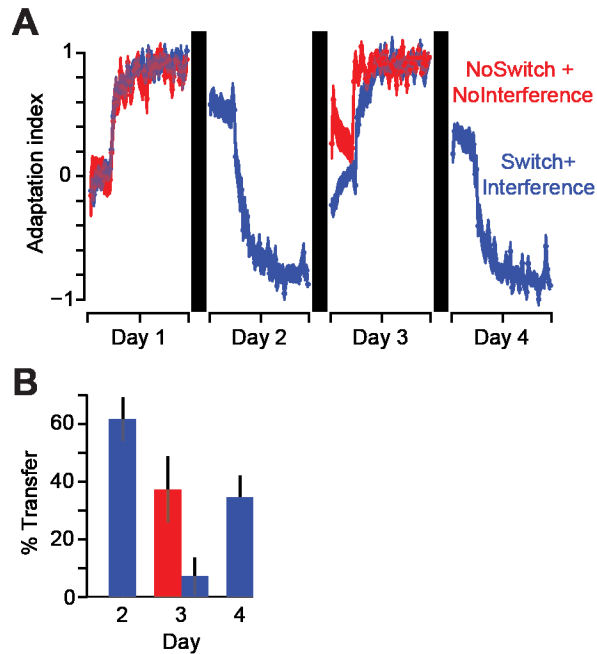 A
Adaptation index
1
0
−1
NoSwitch +
NoInterference
Switch+
Interference
Day 1
Day 2
Day 3
Day 4
B
% Transfer
60
40
20
0
2
3
4
Day